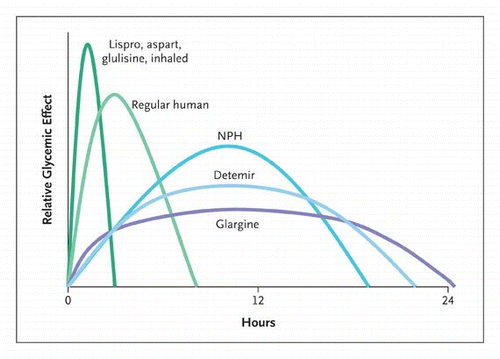 Lispro, aspart,
glulisine, inhaled
Regular human
NPH
Detemir
Glargine
Relative Glycemic Effect
0
12
24
Hours